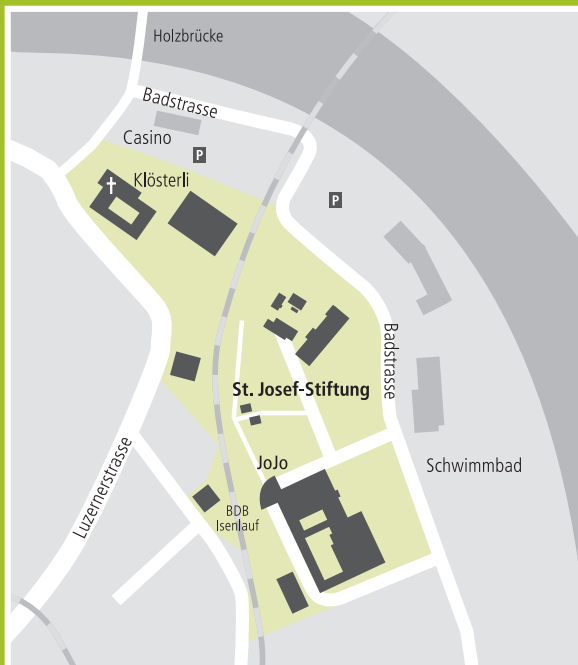 Holzbrücke
Badstrasse
Casino
P
Klösterli
P
Badstrasse
St. Josef-Stiftung
Luzernerstrasse
JoJo
Schwimmbad
BDB
Isenlauf